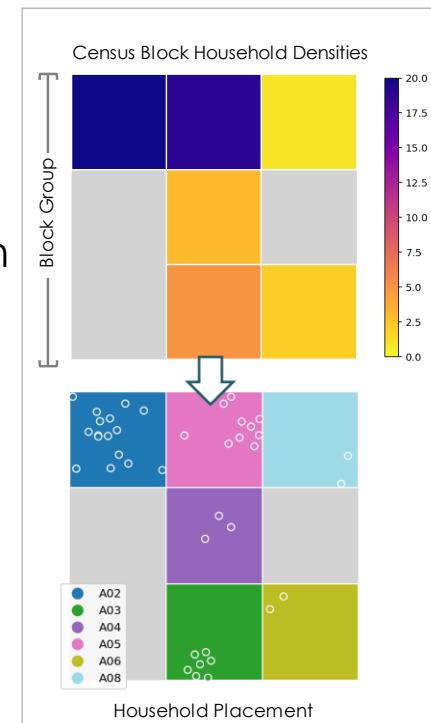 Census Block Household Densities
Block Group
20.0
17.5
15.0
12.5
10.0
7.5
5.0
2.5
0.0
n
A02
A03
A04
A05
A06
A08
Household Placement